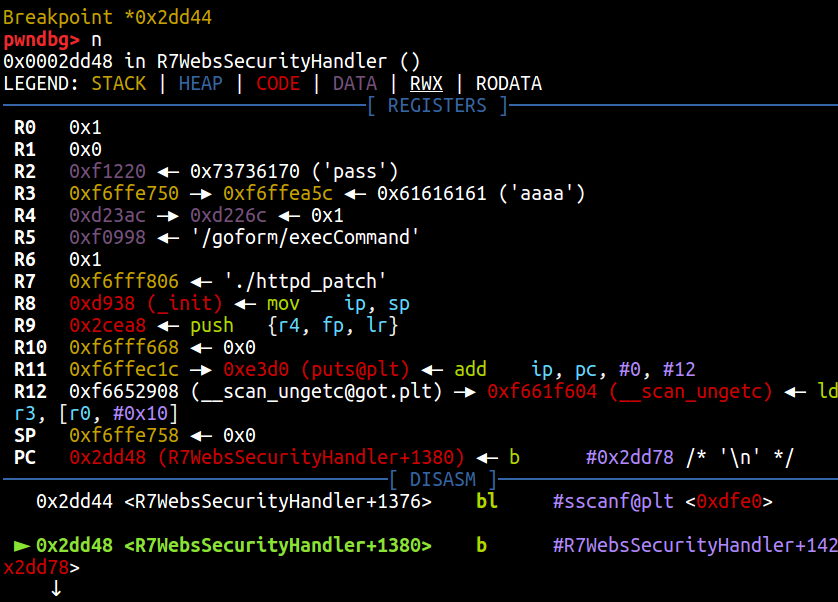 Breakpoint *0x2dd44
pwndbg> n
0x0002dd48 in R7WebsSecurityHandler ()
LEGEND: STACK | HEAP | CODE | DATA | RWX | RODATA
[ REGISTERS ]
R0 0x1
R1 0x0
R2 0xf1220 ◂— 0x73736170 ('pass')
R3 0xf6ffe750 —▸ 0xf6ffea5c ◂— 0x61616161 ('aaaa')
R4 0xd23ac —▸ 0xd226c ◂— 0x1
R5 0xf0998 ◂— '/goform/execCommand'
R6 0x1
R7 0xf6fff806 ◂— './httpd_patch'
R8 0xd938 (_init) ◂— mov ip, sp
R9 0x2cea8 ◂— push {r4, fp, lr}
R10 0xf6fff668 ◂— 0x0
R11 0xf6ffec1c —▸ 0xe3d0 (puts@plt) ◂— add ip, pc, #0, #12
R12 0xf6652908 (__scan_ungetc@got.plt) —▸ 0xf661f604 (__scan_ungetc) ◂— ld
r3, [r0, #0x10]
SP 0xf6ffe758 ◂— 0x0
PC 0x2dd48 (R7WebsSecurityHandler+1380) ◂— b #0x2dd78 /* '\n' */
[ DISASM ]
0x2dd44 <R7WebsSecurityHandler+1376> bl #sscanf@plt <0xdfe0>
► 0x2dd48 <R7WebsSecurityHandler+1380> b #R7WebsSecurityHandler+142
x2dd78>
↓